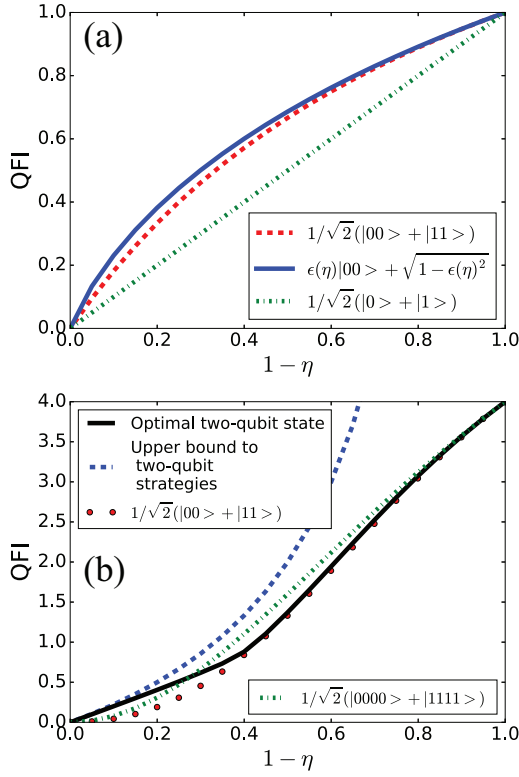 (a)
1.0
0.8
0.6
0.4
0.2
0.0
QFI
1/√2(|00> + |11>)
ϵ(η)|00> + √1 − ϵ(η)²
1/√2(|0> + |1>)
0.0 0.2 0.4 0.6 0.8 1.0
1 − η
4.0
3.5
3.0
2.5
2.0
1.5
1.0
0.5
0.0
QFI
Optimal two-qubit state
Upper bound to
two-qubit
strategies
1/√2(|00> + |11>)
(b)
1/√2(|0000> + |1111>)
0.0 0.2 0.4 0.6 0.8 1.0
1 − η